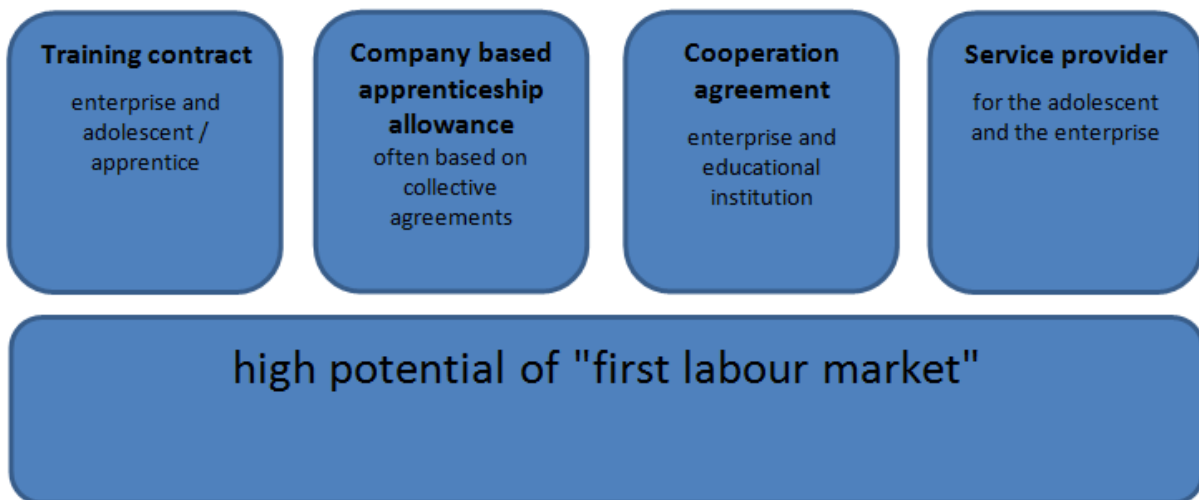 Training contract
enterprise and
adolescent /
apprentice
Company based
apprenticeship
allowance
often based on
collective
agreements
Cooperation
agreement
enterprise and
educational
institution
Service provider
for the adolescent
and the enterprise
high potential of "first labour market"